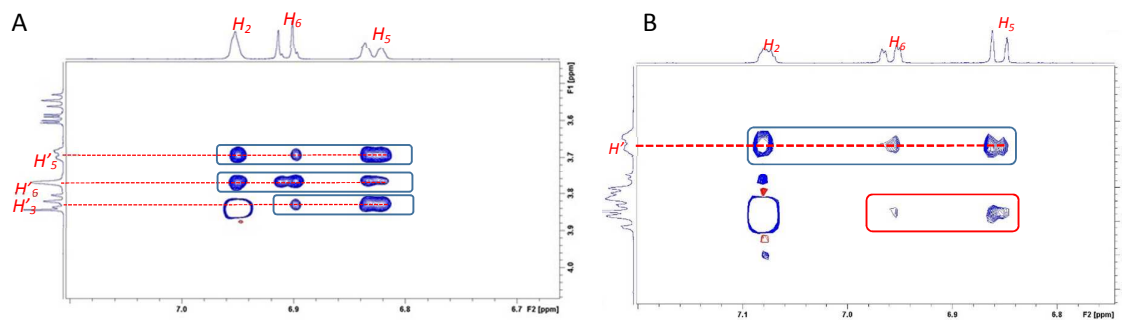 A
H2
H6
H5
F1 [ppm]
3.6
3.7
3.8
3.9
4.0
H'5
H'6
H'3
7.0
6.9
6.8
6.7
F2 [ppm]
B
H2
H6
H5
H'
7.1
7.0
6.9
6.8
F2 [ppm]